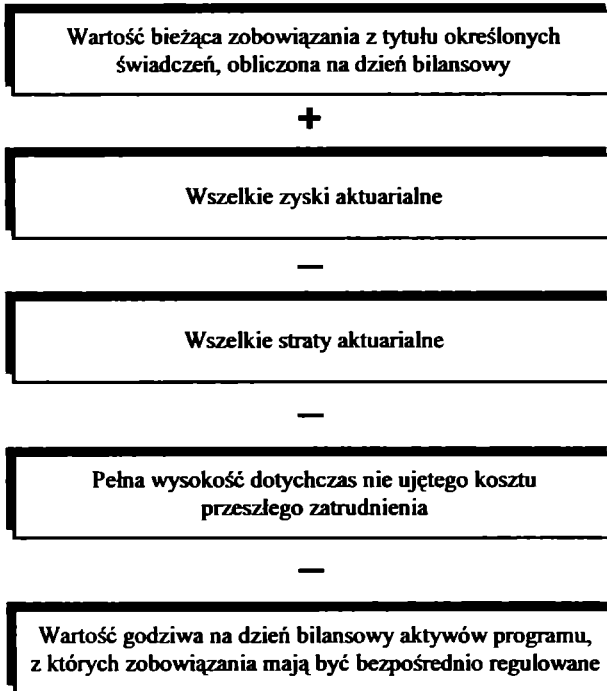 Wartość bieżąca zobowiązania z tytułu określonych
świadczeń, obliczona na dzień bilansowy
+
Wszelkie zyski aktuarialne
—
Wszelkie straty aktuarialne
—
Pełna wysokość dotychczas nie ujętego kosztu
przeszłego zatrudnienia
—
Wartość godziwa na dzień bilansowy aktywów programu,
z których zobowiązania mają być bezpośrednio regulowane